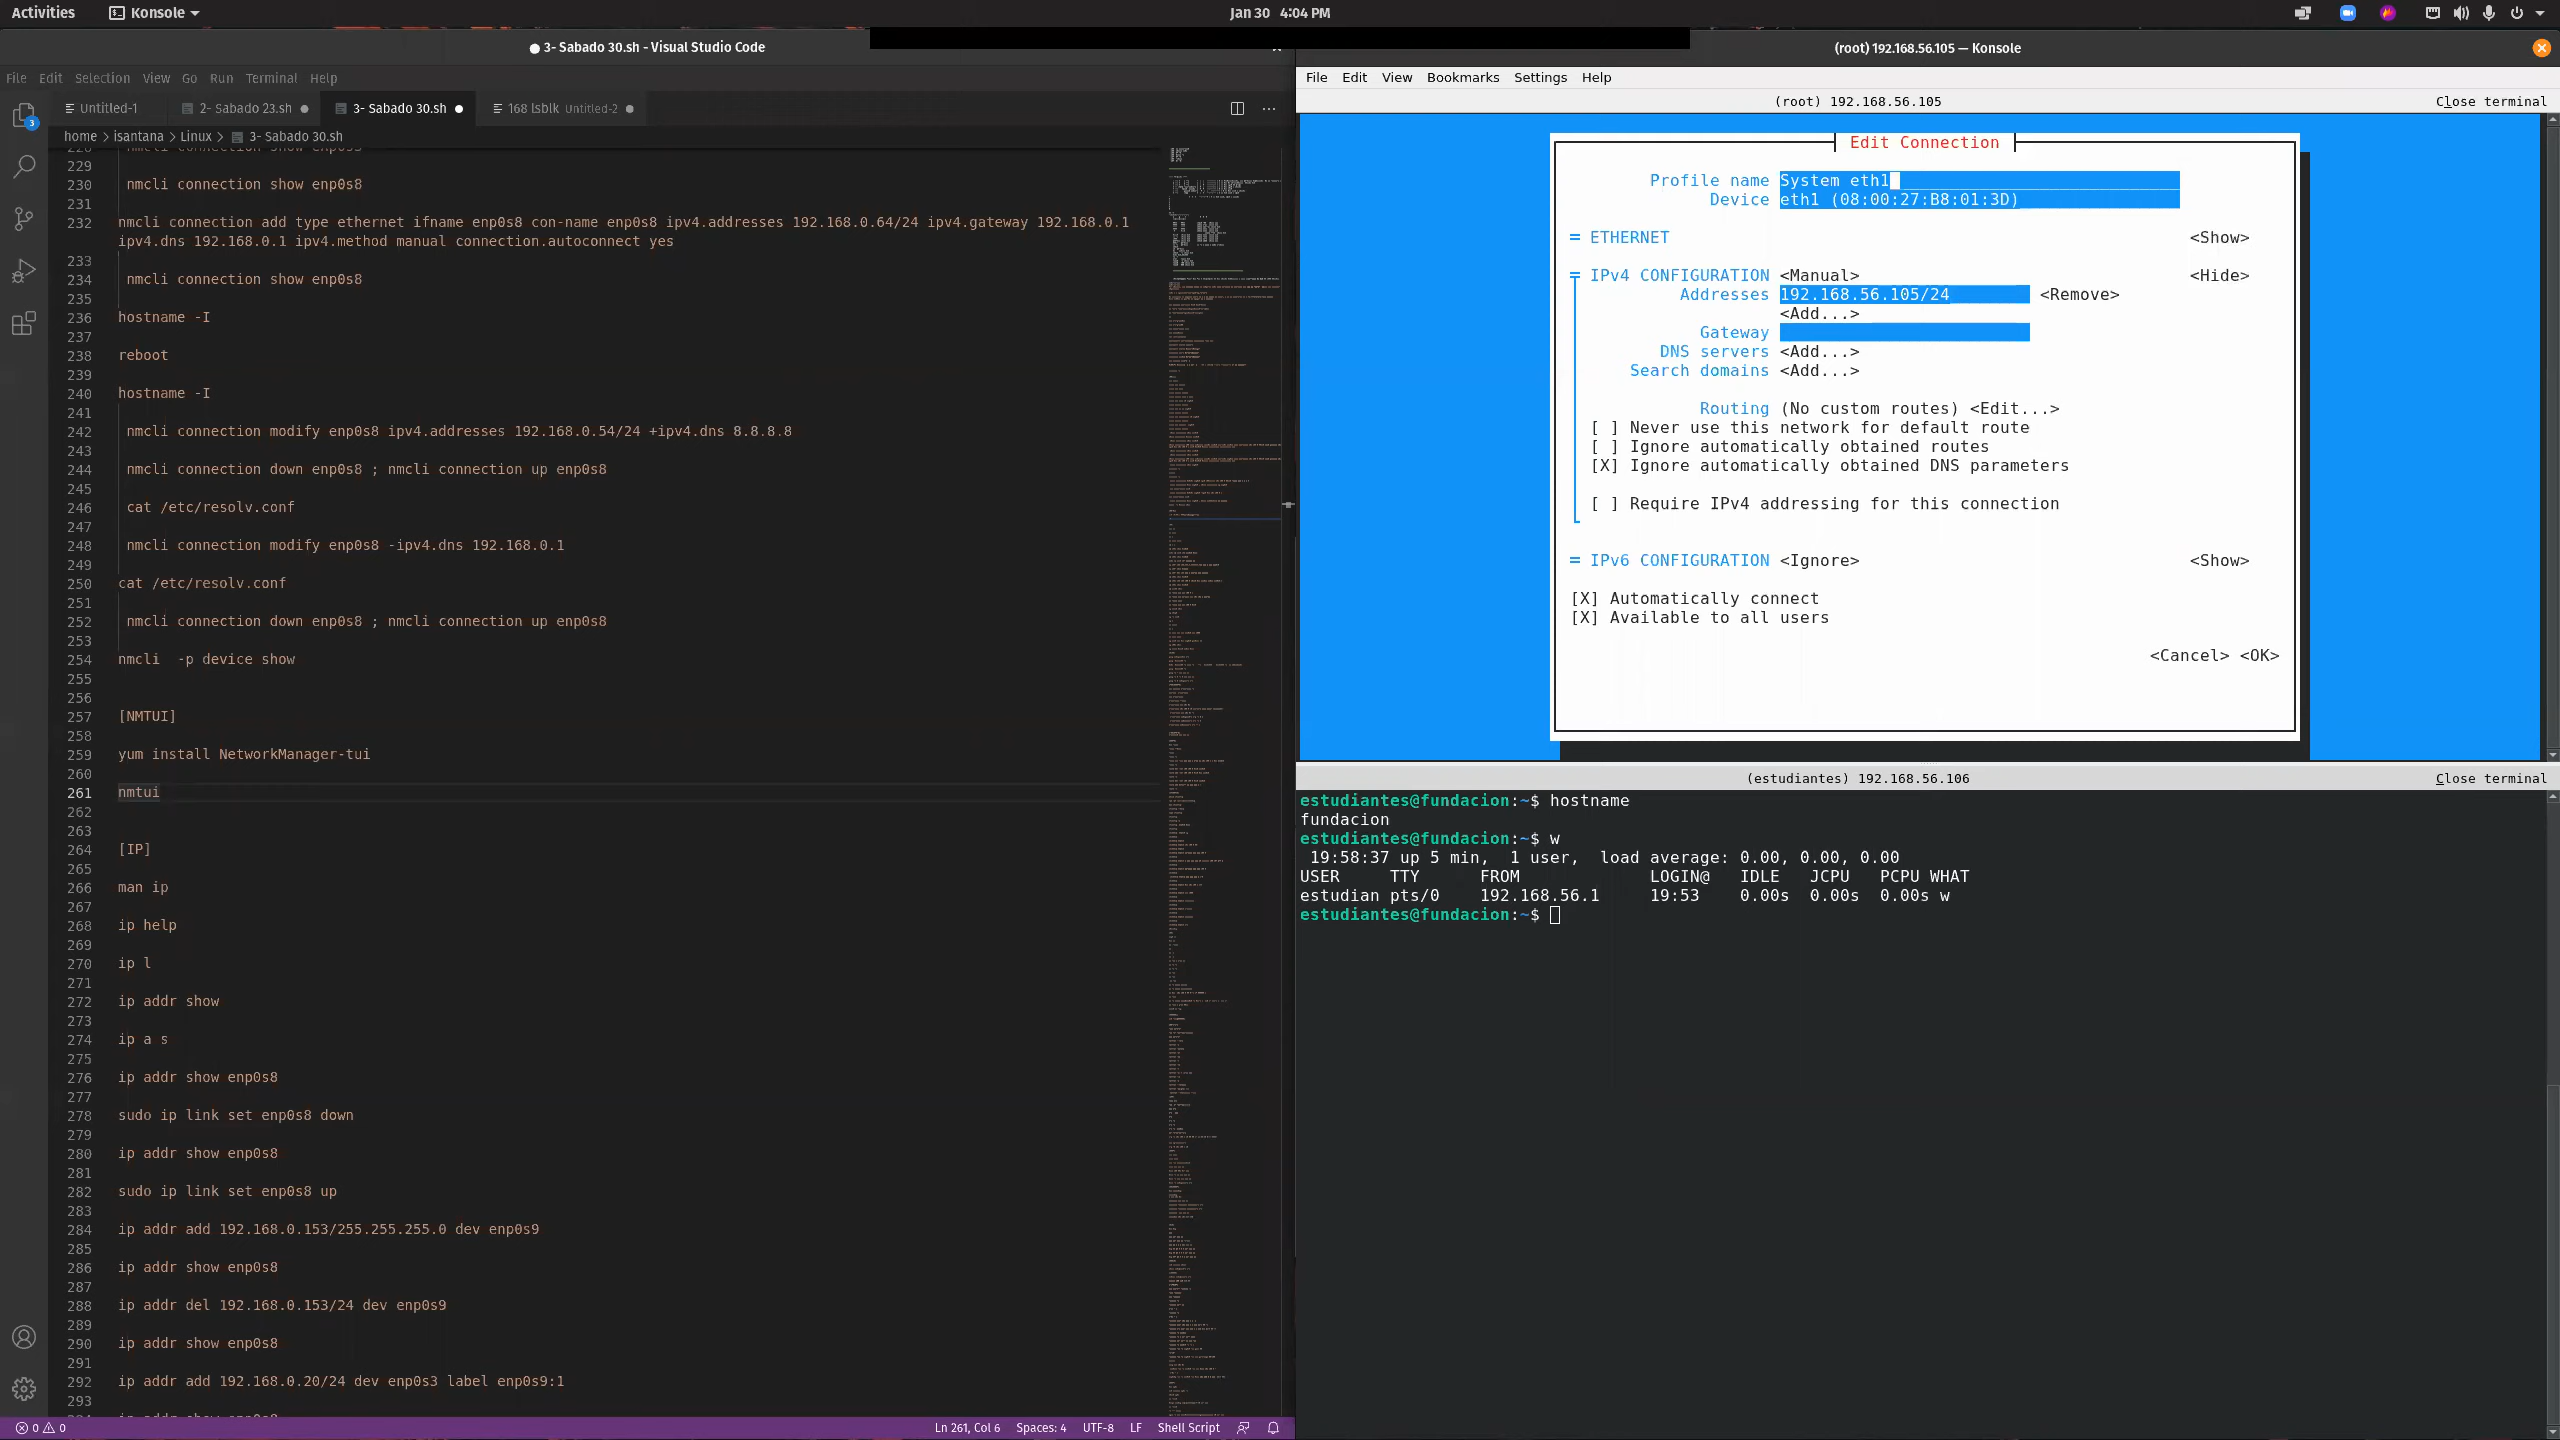 Activities
Konsole
Jan 30 4:04 PM
3- Sabado 30.sh - Visual Studio Code
File Edit Selection View Go Run Terminal Help
Untitled-1
2- Sabado 23.sh
3- Sabado 30.sh
168 lsblk Untitled-2
home > isantana > Linux > 3- Sabado 30.sh
3
228 nmcli connection show enp0s3
229
230 nmcli connection show enp0s8
231
232 nmcli connection add type ethernet ifname enp0s8 con-name enp0s8 ipv4.addresses 192.168.0.64/24 ipv4.gateway 192.168.0.1
ipv4.dns 192.168.0.1 ipv4.method manual connection.autoconnect yes
233
234 nmcli connection show enp0s8
235
236 hostname -I
237
238 reboot
239
240 hostname -I
241
242 nmcli connection modify enp0s8 ipv4.addresses 192.168.0.54/24 +ipv4.dns 8.8.8.8
243
244 nmcli connection down enp0s8 ; nmcli connection up enp0s8
245
246 cat /etc/resolv.conf
247
248 nmcli connection modify enp0s8 -ipv4.dns 192.168.0.1
249
250 cat /etc/resolv.conf
251
252 nmcli connection down enp0s8 ; nmcli connection up enp0s8
253
254 nmcli  -p device show
255
256
257 [NMTUI]
258
259 yum install NetworkManager-tui
260
261 nmtui
262
263
264 [IP]
265
266 man ip
267
268 ip help
269
270 ip l
271
272 ip addr show
273
274 ip a s
275
276 ip addr show enp0s8
277
278 sudo ip link set enp0s8 down
279
280 ip addr show enp0s8
281
282 sudo ip link set enp0s8 up
283
284 ip addr add 192.168.0.153/255.255.255.0 dev enp0s9
285
286 ip addr show enp0s8
287
288 ip addr del 192.168.0.153/24 dev enp0s9
289
290 ip addr show enp0s8
291
292 ip addr add 192.168.0.20/24 dev enp0s3 label enp0s9:1
293
0 0
Ln 261, Col 6 Spaces: 4 UTF-8 LF Shell Script
(root) 192.168.56.105 — Konsole
File Edit View Bookmarks Settings Help
(root) 192.168.56.105 Close terminal
Edit Connection
Profile name System eth1
Device eth1 (08:00:27:B8:01:3D)
= ETHERNET <Show>
IPv4 CONFIGURATION <Manual> <Hide>
Addresses 192.168.56.105/24 <Remove>
<Add...>
Gateway
DNS servers <Add...>
Search domains <Add...>
Routing (No custom routes) <Edit...>
[ ] Never use this network for default route
[ ] Ignore automatically obtained routes
[X] Ignore automatically obtained DNS parameters
[ ] Require IPv4 addressing for this connection
= IPv6 CONFIGURATION <Ignore> <Show>
[X] Automatically connect
[X] Available to all users
<Cancel> <OK>
(estudiantes) 192.168.56.106 Close terminal
estudiantes@fundacion:~$ hostname
fundacion
estudiantes@fundacion:~$ w
19:58:37 up 5 min,  1 user,  load average: 0.00, 0.00, 0.00
USER     TTY      FROM             LOGIN@   IDLE   JCPU   PCPU WHAT
estudian pts/0    192.168.56.1     19:53    0.00s  0.00s  0.00s w
estudiantes@fundacion:~$